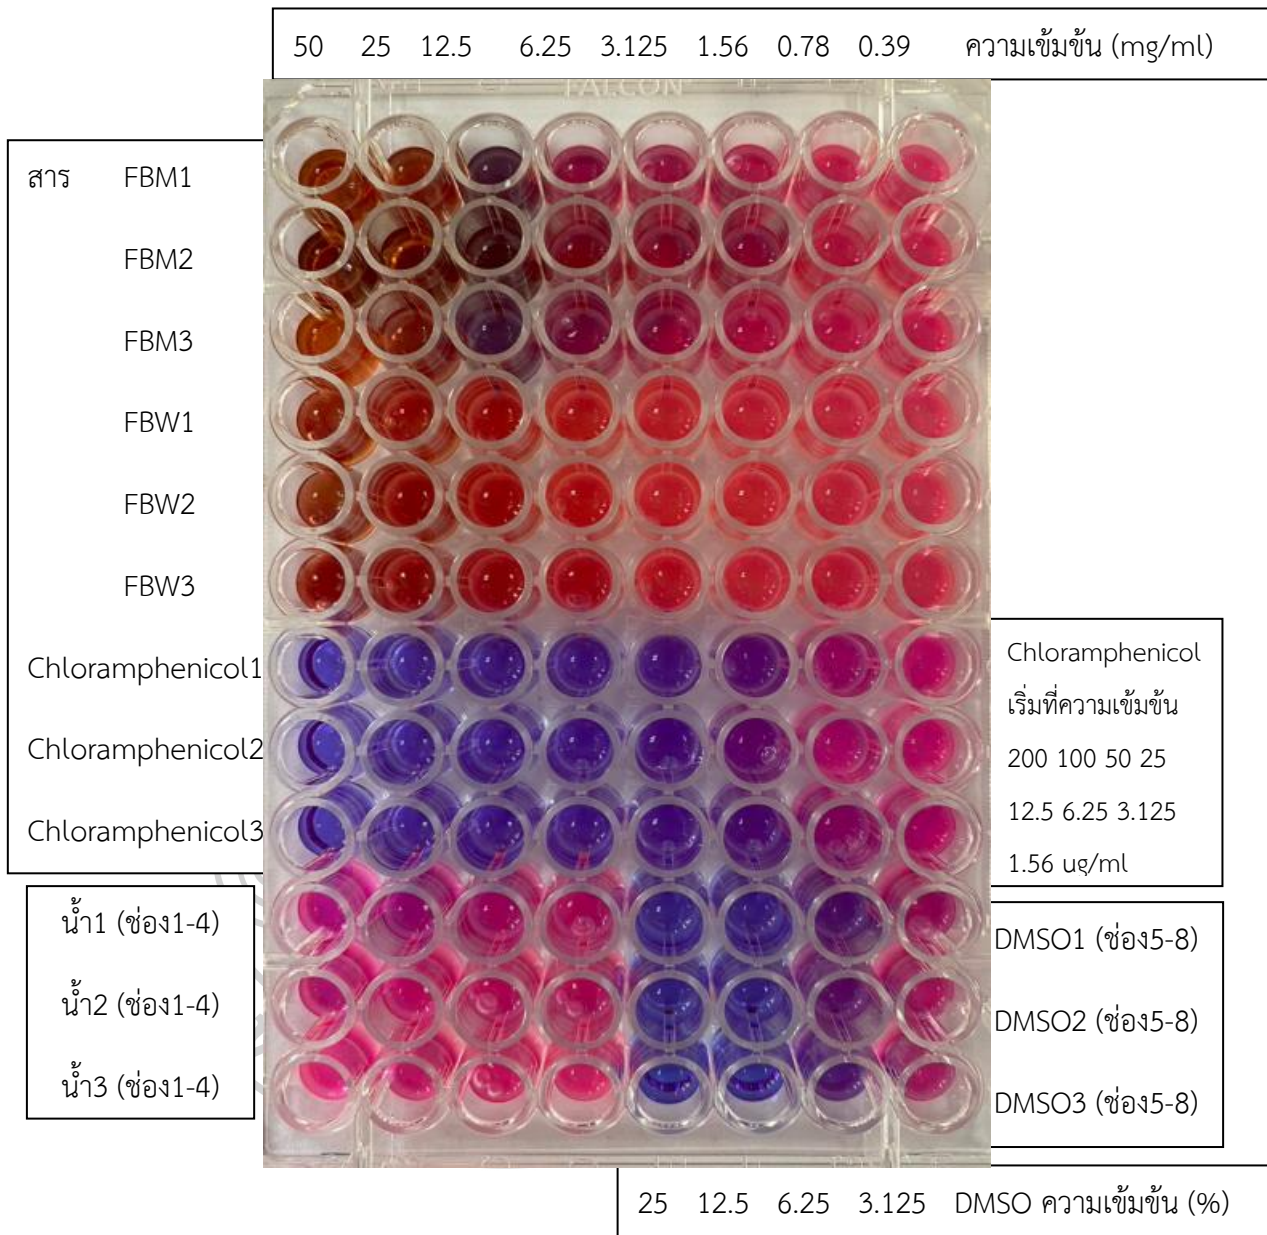 50 25 12.5 6.25 3.125 1.56 0.78 0.39 ความเข้มข้น (mg/ml)
FALCON
สาร FBM1
FBM2
FBM3
FBW1
FBW2
FBW3
Chloramphenicol1
Chloramphenicol2
Chloramphenicol3
Chloramphenicol
เริ่มที่ความเข้มข้น
200 100 50 25
12.5 6.25 3.125
1.56 ug/ml
น้ำ1 (ช่อง1-4)
น้ำ2 (ช่อง1-4)
น้ำ3 (ช่อง1-4)
DMSO1 (ช่อง5-8)
DMSO2 (ช่อง5-8)
DMSO3 (ช่อง5-8)
25 12.5 6.25 3.125 DMSO ความเข้มข้น (%)